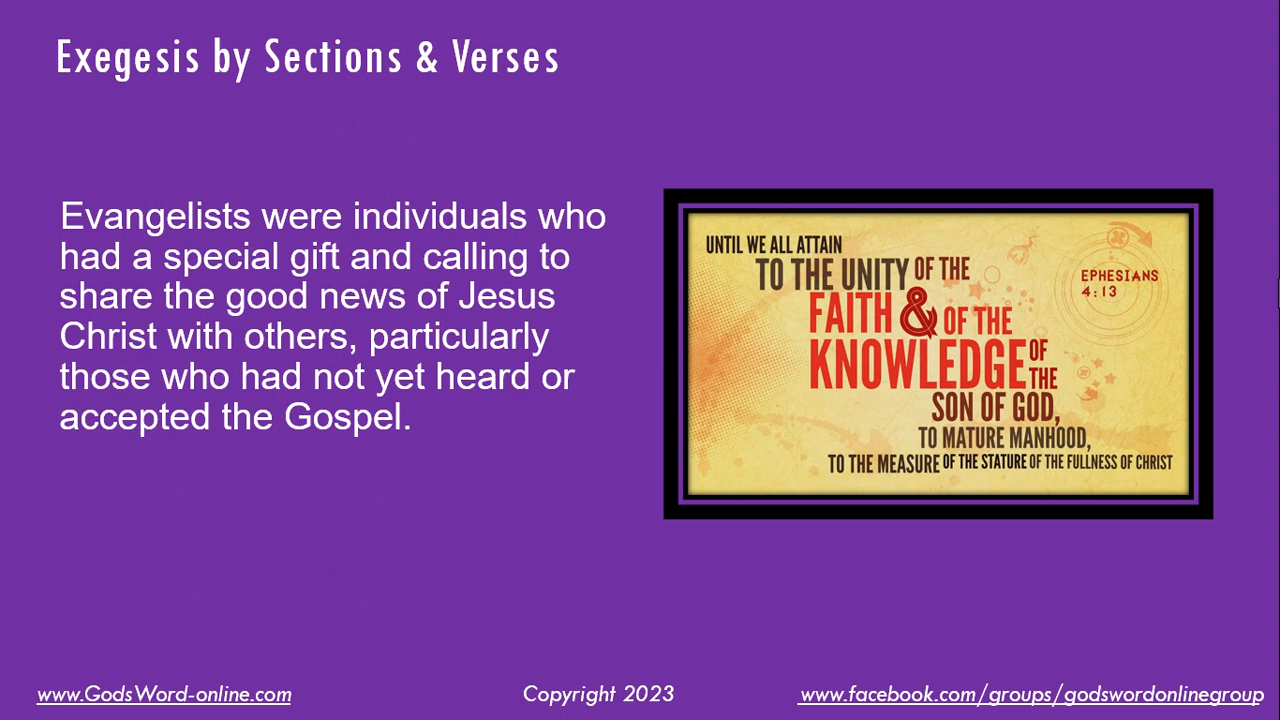 Exegesis by Sections & Verses
Evangelists were individuals who
had a special gift and calling to
share the good news of Jesus
Christ with others, particularly
those who had not yet heard or
accepted the Gospel.
UNTIL WE ALL ATTAIN
TO THE UNITY OF THE
FAITH & OF THE
KNOWLEDGE OF THE
SON OF GOD,
TO MATURE MANHOOD,
TO THE MEASURE OF THE STATURE OF THE FULLNESS OF CHRIST
EPHESIANS
4:13
www.GodsWord-online.com
Copyright 2023
www.facebook.com/groups/godswordonlinegroup